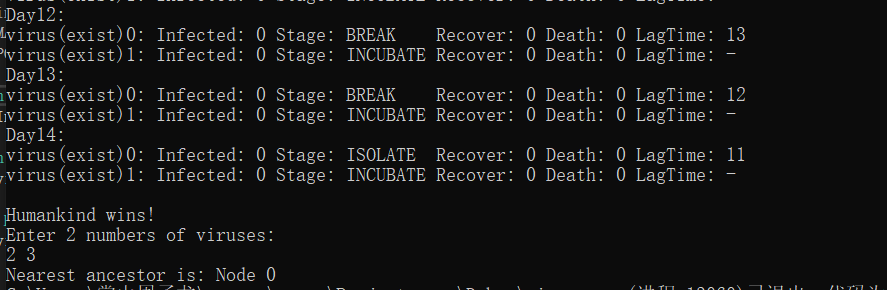 Day12:
virus(exist)0: Infected: 0 Stage: BREAK    Recover: 0 Death: 0 LagTime: 13
virus(exist)1: Infected: 0 Stage: INCUBATE Recover: 0 Death: 0 LagTime: -
Day13:
virus(exist)0: Infected: 0 Stage: BREAK    Recover: 0 Death: 0 LagTime: 12
virus(exist)1: Infected: 0 Stage: INCUBATE Recover: 0 Death: 0 LagTime: -
Day14:
virus(exist)0: Infected: 0 Stage: ISOLATE  Recover: 0 Death: 0 LagTime: 11
virus(exist)1: Infected: 0 Stage: INCUBATE Recover: 0 Death: 0 LagTime: -
Humankind wins!
Enter 2 numbers of viruses:
2 3
Nearest ancestor is: Node 0